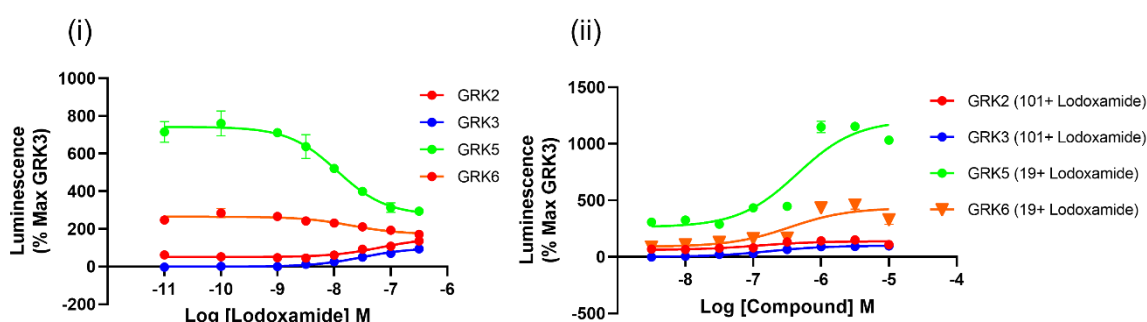 (i)
Luminescence
(% Max GRK3)
1000
800
600
400
200
0
-200
-11
-10
-9
-8
-7
-6
Log [Lodoxamide] M
GRK2
GRK3
GRK5
GRK6
(ii)
Luminescence
(% Max GRK3)
1500
1000
500
0
-500
-8
-7
-6
-5
-4
Log [Compound] M
GRK2 (101+ Lodoxamide)
GRK3 (101+ Lodoxamide)
GRK5 (19+ Lodoxamide)
GRK6 (19+ Lodoxamide)